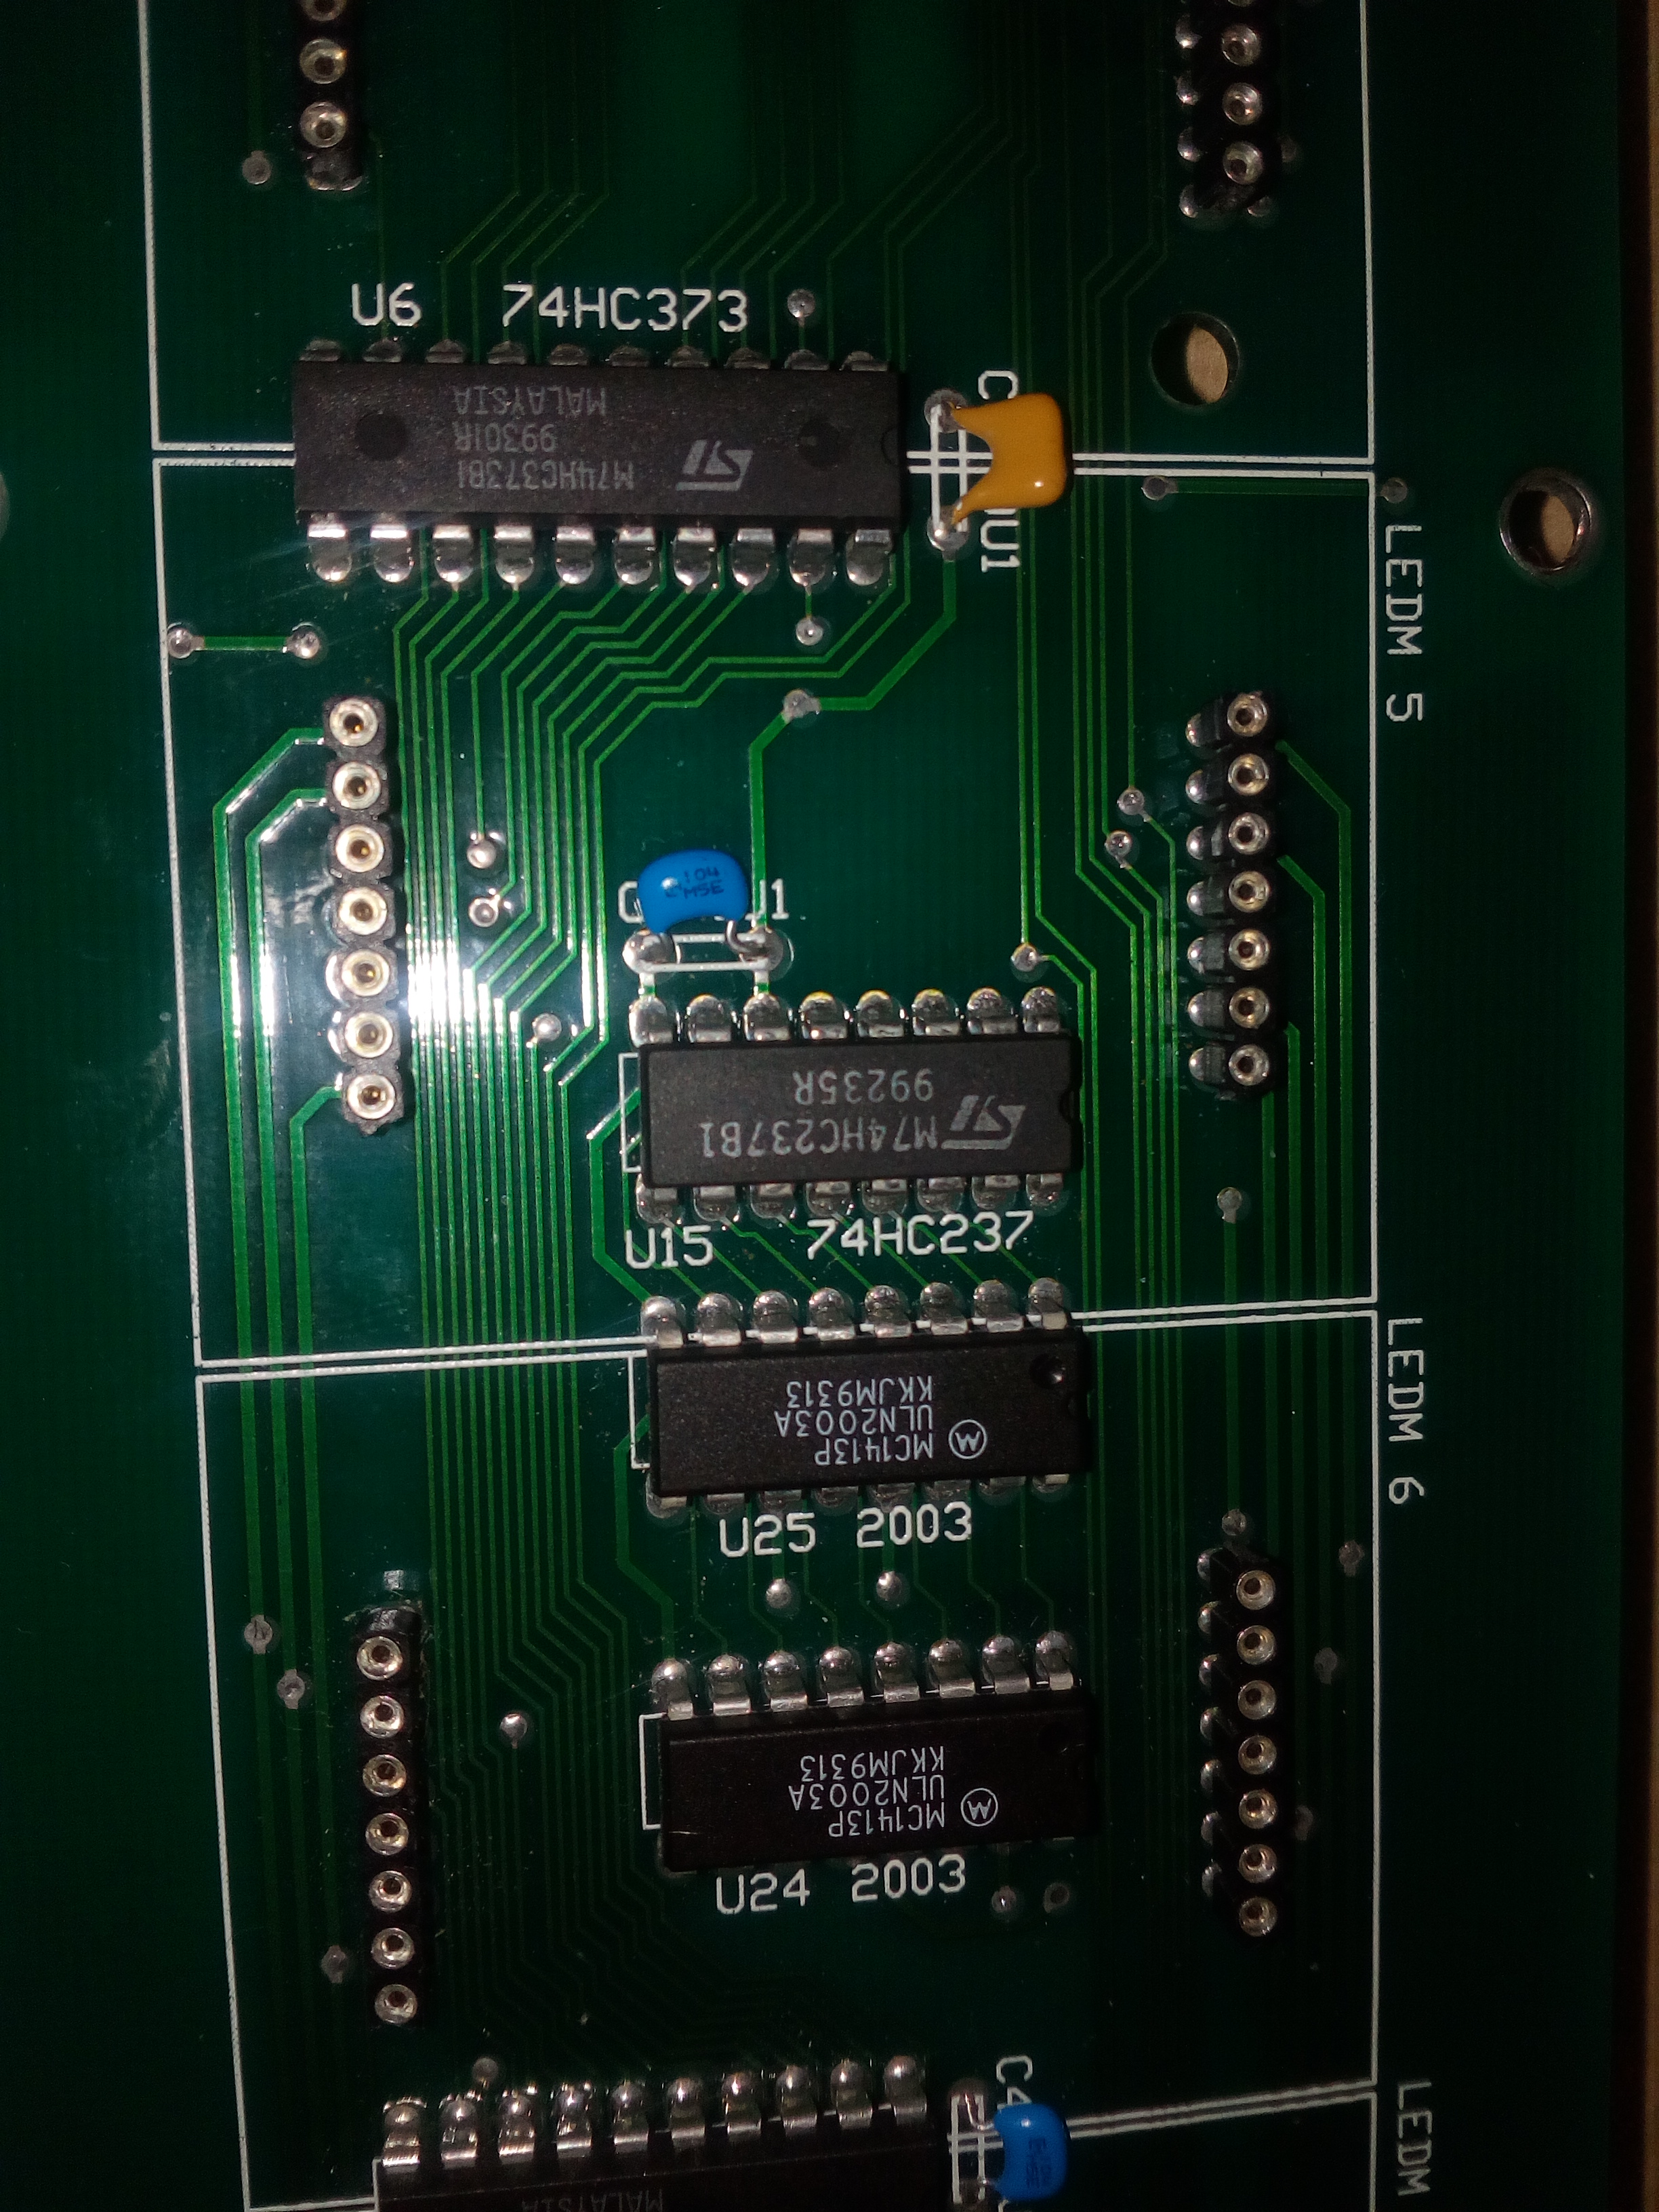 LEDM 5
LEDM 6
LEDM
U1
C4
74HC373
U6
M74HC373B1
99301R
MALAYSIA
M74HC237B1
99235R
74HC237
U15
MC1413P
ULN2003A
KKJM9313
2003
U25
MC1413P
ULN2003A
KKJM9313
2003
U24